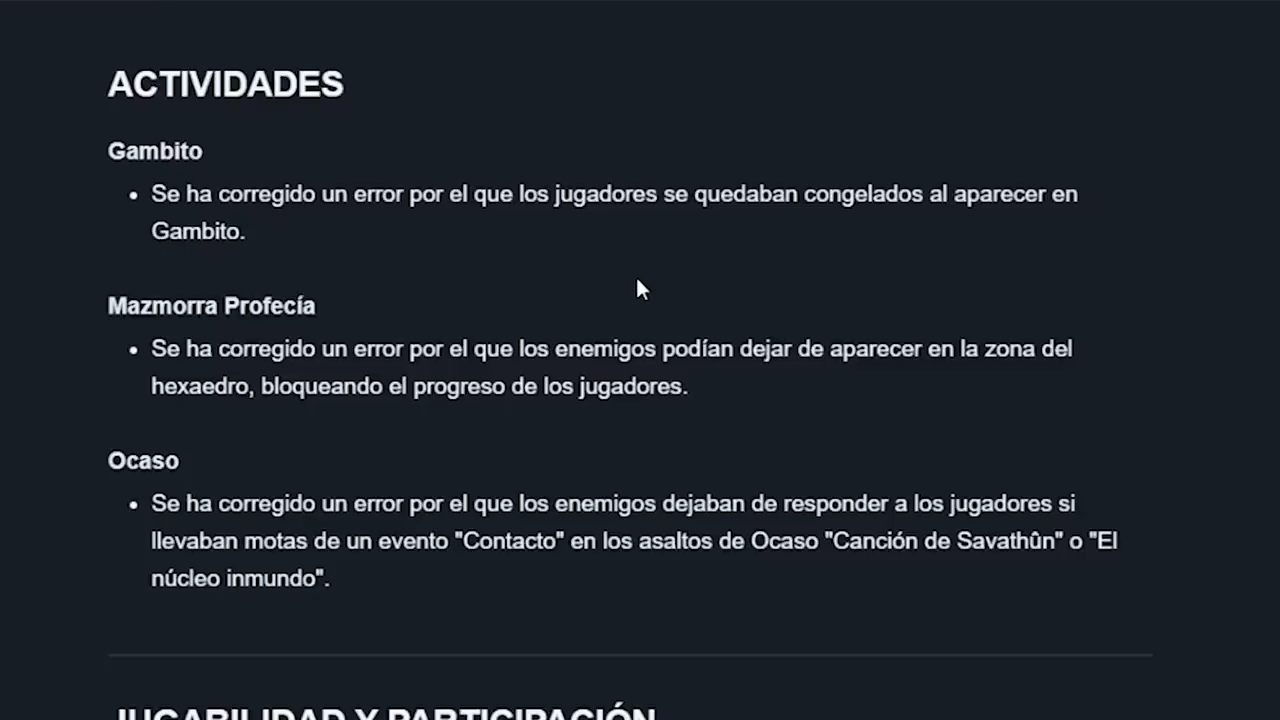 ACTIVIDADES
Gambito
• Se ha corregido un error por el que los jugadores se quedaban congelados al aparecer en
Gambito.
Mazmorra Profecía
• Se ha corregido un error por el que los enemigos podían dejar de aparecer en la zona del
hexaedro, bloqueando el progreso de los jugadores.
Ocaso
• Se ha corregido un error por el que los enemigos dejaban de responder a los jugadores si
llevaban motas de un evento "Contacto" en los asaltos de Ocaso "Canción de Savathûn" o "El
núcleo inmundo".
JUGABILIDAD Y PARTICIPACIÓN